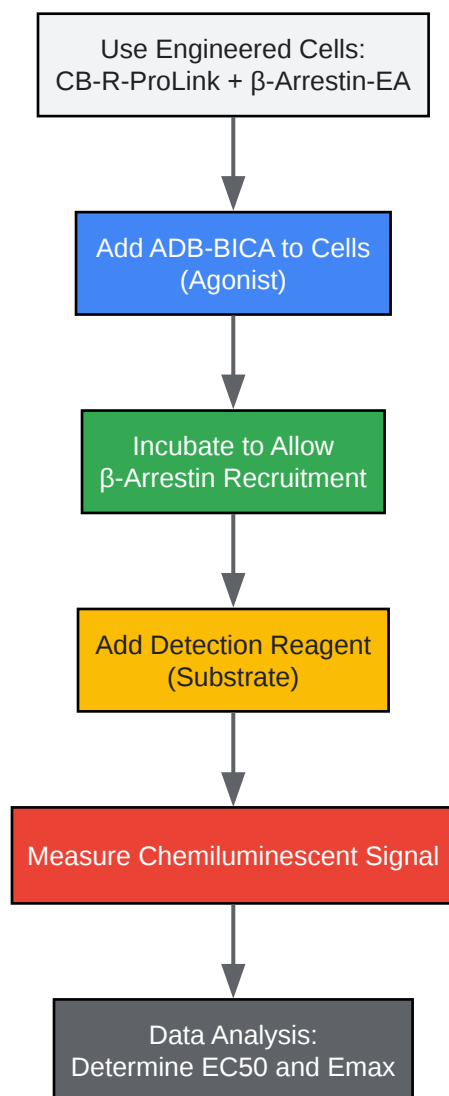 Use Engineered Cells:
CB-R-ProLink + β-Arrestin-EA
Add ADB-BICA to Cells
(Agonist)
Incubate to Allow
β-Arrestin Recruitment
Add Detection Reagent
(Substrate)
Measure Chemiluminescent Signal
Data Analysis:
Determine EC50 and Emax